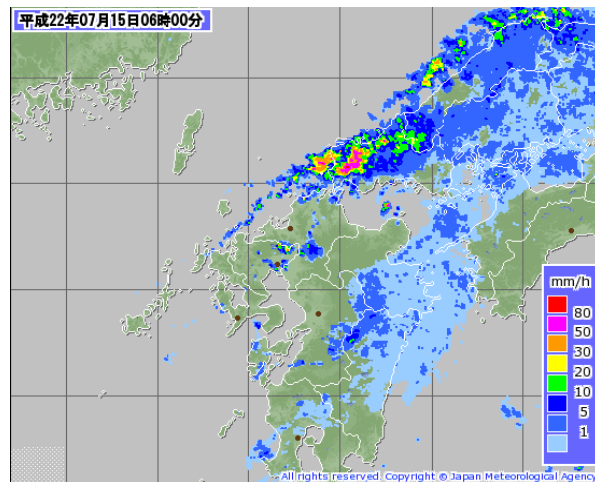 平成22年07月15日06時00分
mm/h
80
50
30
20
10
5
1
All rights reserved. Copyright © Japan Meteorological Agency